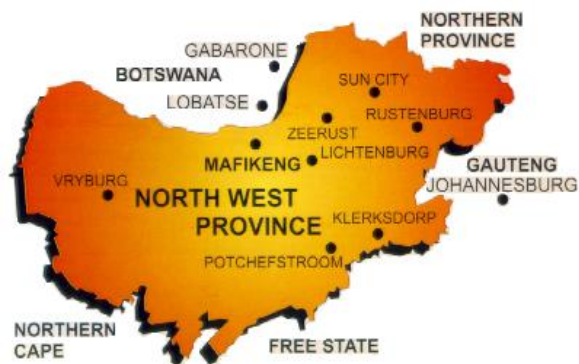 NORTHERN
PROVINCE
GABARONE
BOTSWANA
SUN CITY
LOBATSE
RUSTENBURG
ZEERUST
MAFIKENG
LICHTENBURG
GAUTENG
VRYBURG
JOHANNESBURG
NORTH WEST
PROVINCE
KLERKSDORP
POTCHEFSTROOM
NORTHERN
CAPE
FREE STATE